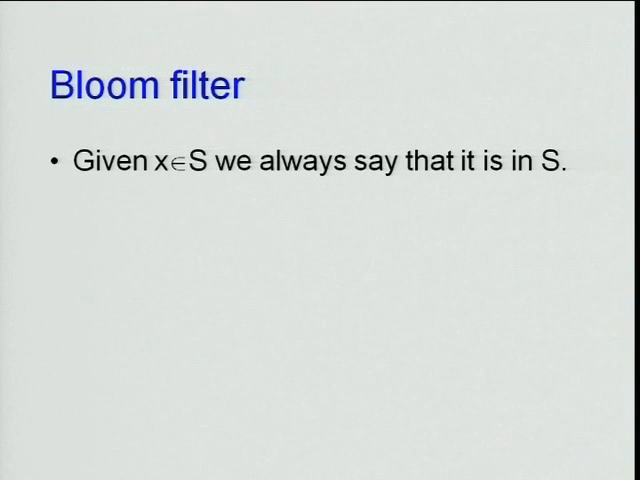 Bloom filter
• Given x∈S we always say that it is in S.